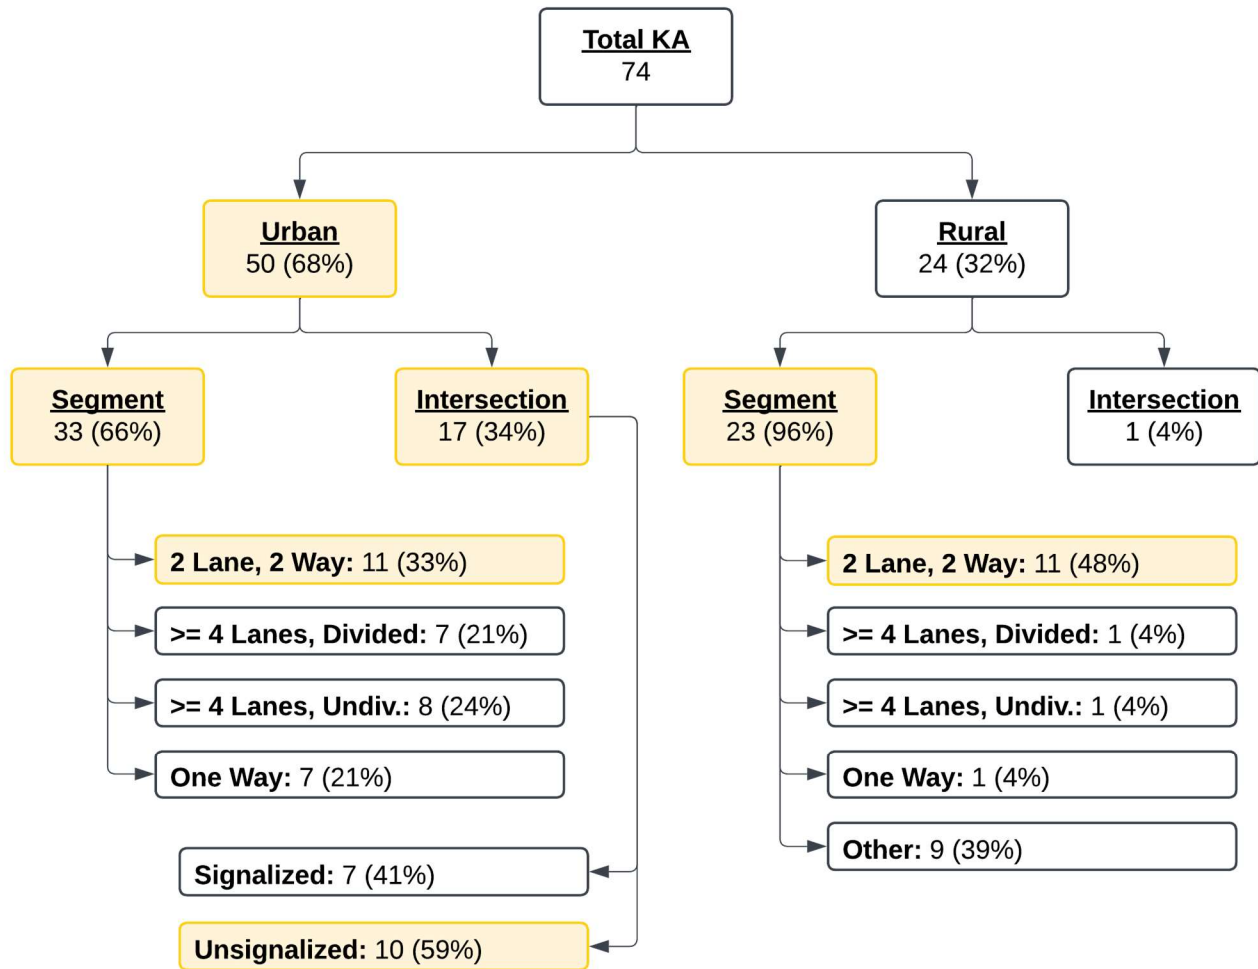 Total KA
74
Urban
50 (68%)
Rural
24 (32%)
Segment
33 (66%)
Intersection
17 (34%)
Segment
23 (96%)
Intersection
1 (4%)
2 Lane, 2 Way: 11 (33%)
>= 4 Lanes, Divided: 7 (21%)
>= 4 Lanes, Undiv.: 8 (24%)
One Way: 7 (21%)
Signalized: 7 (41%)
Unsignalized: 10 (59%)
2 Lane, 2 Way: 11 (48%)
>= 4 Lanes, Divided: 1 (4%)
>= 4 Lanes, Undiv.: 1 (4%)
One Way: 1 (4%)
Other: 9 (39%)